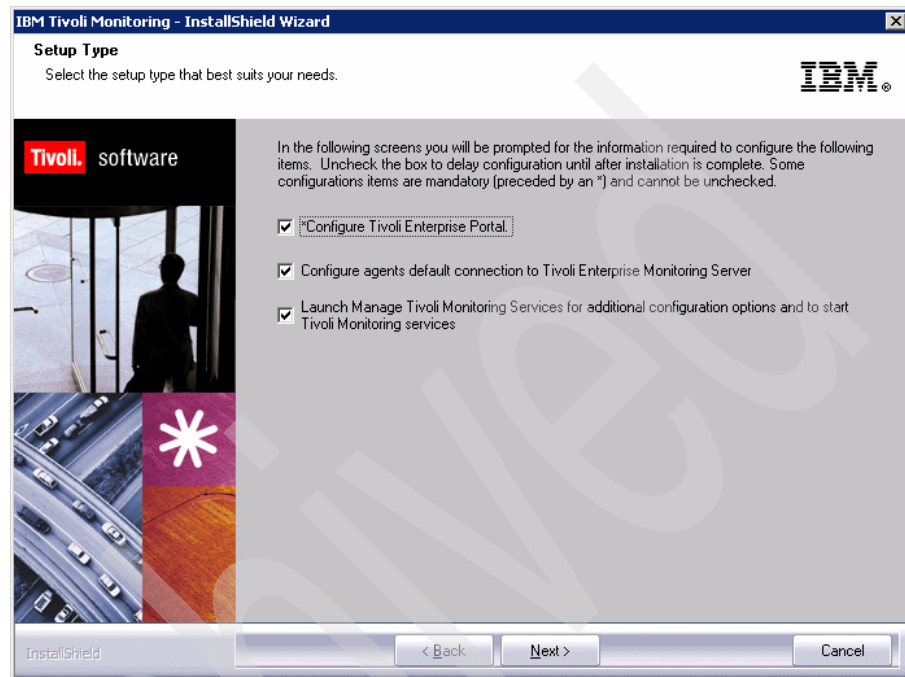 IBM Tivoli Monitoring - InstallShield Wizard
Setup Type
Select the setup type that best suits your needs.
IBM®
Tivoli. software
In the following screens you will be prompted for the information required to configure the following
items. Uncheck the box to delay configuration until after installation is complete. Some
configurations items are mandatory (preceded by an *) and cannot be unchecked.
*Configure Tivoli Enterprise Portal.
Configure agents default connection to Tivoli Enterprise Monitoring Server
Launch Manage Tivoli Monitoring Services for additional configuration options and to start
Tivoli Monitoring services
InstallShield
< Back
Next >
Cancel